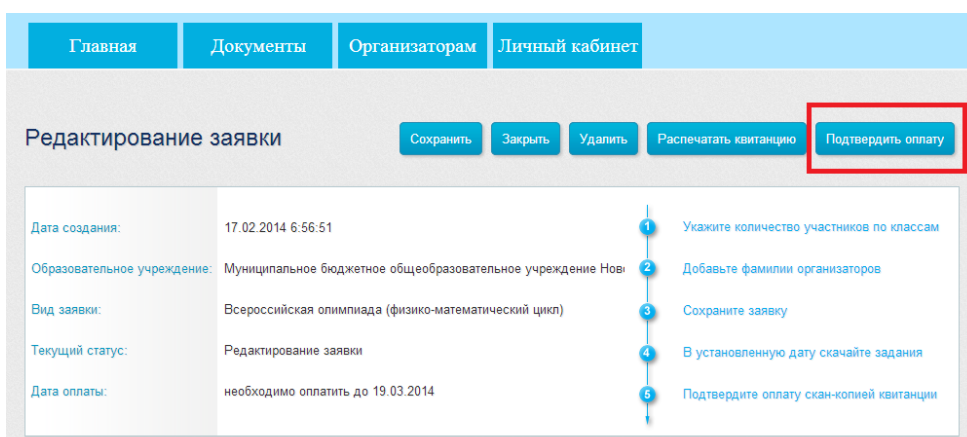 Главная Документы Организаторам Личный кабинет
Редактирование заявки Сохранить Закрыть Удалить Распечатать квитанцию Подтвердить оплату
Дата создания: 17.02.2014 6:56:51 1 Укажите количество участников по классам
Образовательное учреждение: Муниципальное бюджетное общеобразовательное учреждение Нов 2 Добавьте фамилии организаторов
Вид заявки: Всероссийская олимпиада (физико-математический цикл) 3 Сохраните заявку
Текущий статус: Редактирование заявки 4 В установленную дату скачайте задания
Дата оплаты: необходимо оплатить до 19.03.2014 5 Подтвердите оплату скан-копией квитанции